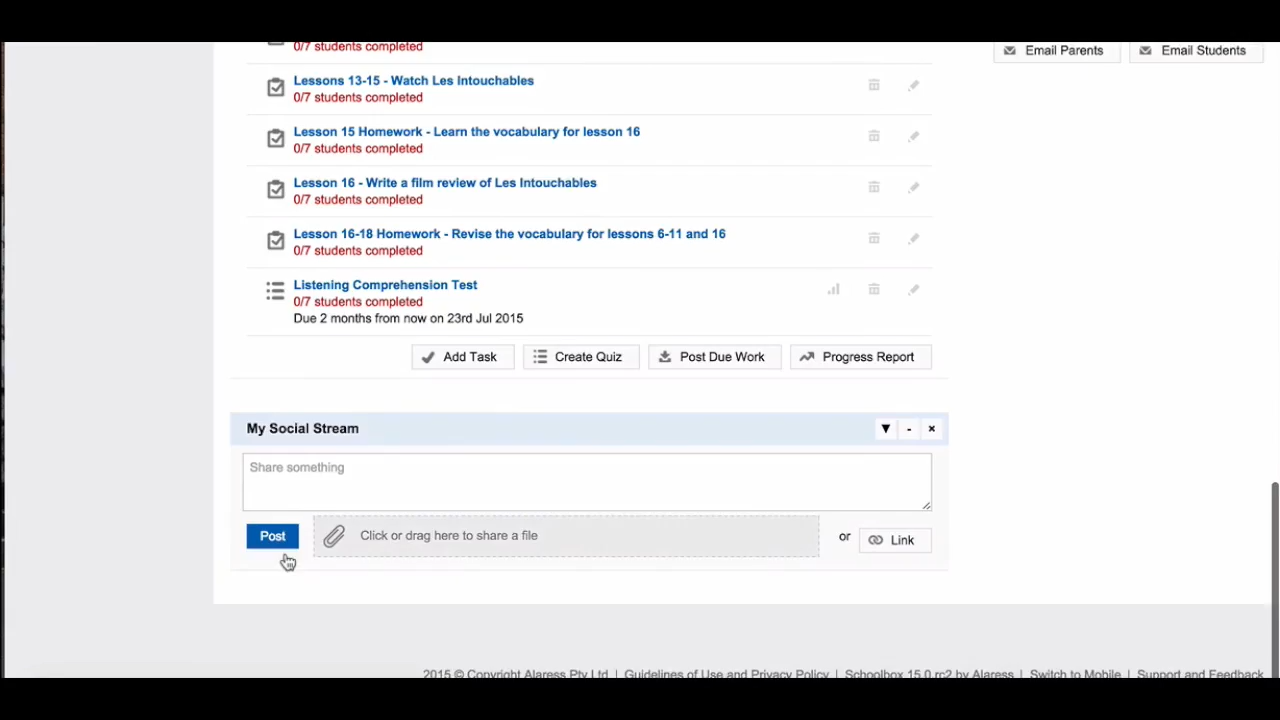 0/7 students completed
Email Parents
Email Students
Lessons 13-15 - Watch Les Intouchables
0/7 students completed
Lesson 15 Homework - Learn the vocabulary for lesson 16
0/7 students completed
Lesson 16 - Write a film review of Les Intouchables
0/7 students completed
Lesson 16-18 Homework - Revise the vocabulary for lessons 6-11 and 16
0/7 students completed
Listening Comprehension Test
0/7 students completed
Due 2 months from now on 23rd Jul 2015
Add Task
Create Quiz
Post Due Work
Progress Report
My Social Stream
Share something
Post
Click or drag here to share a file
or
Link
2015 © Copyright Alaress Pty Ltd | Guidelines of Use and Privacy Policy | Schoolbox 15.0 rc2 by Alaress | Switch to Mobile | Support and Feedback